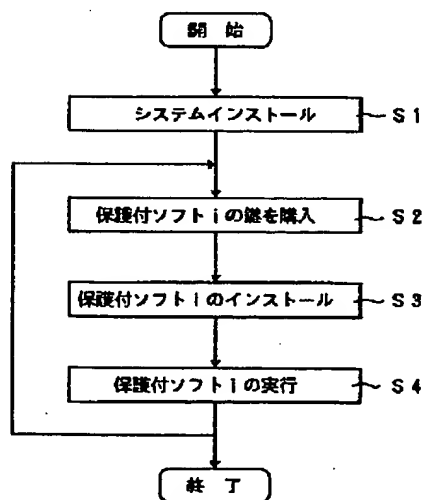 開 始
システムインストール S1
保護付ソフトiの鍵を購入 S2
保護付ソフトiのインストール S3
保護付ソフトiの実行 S4
終 了